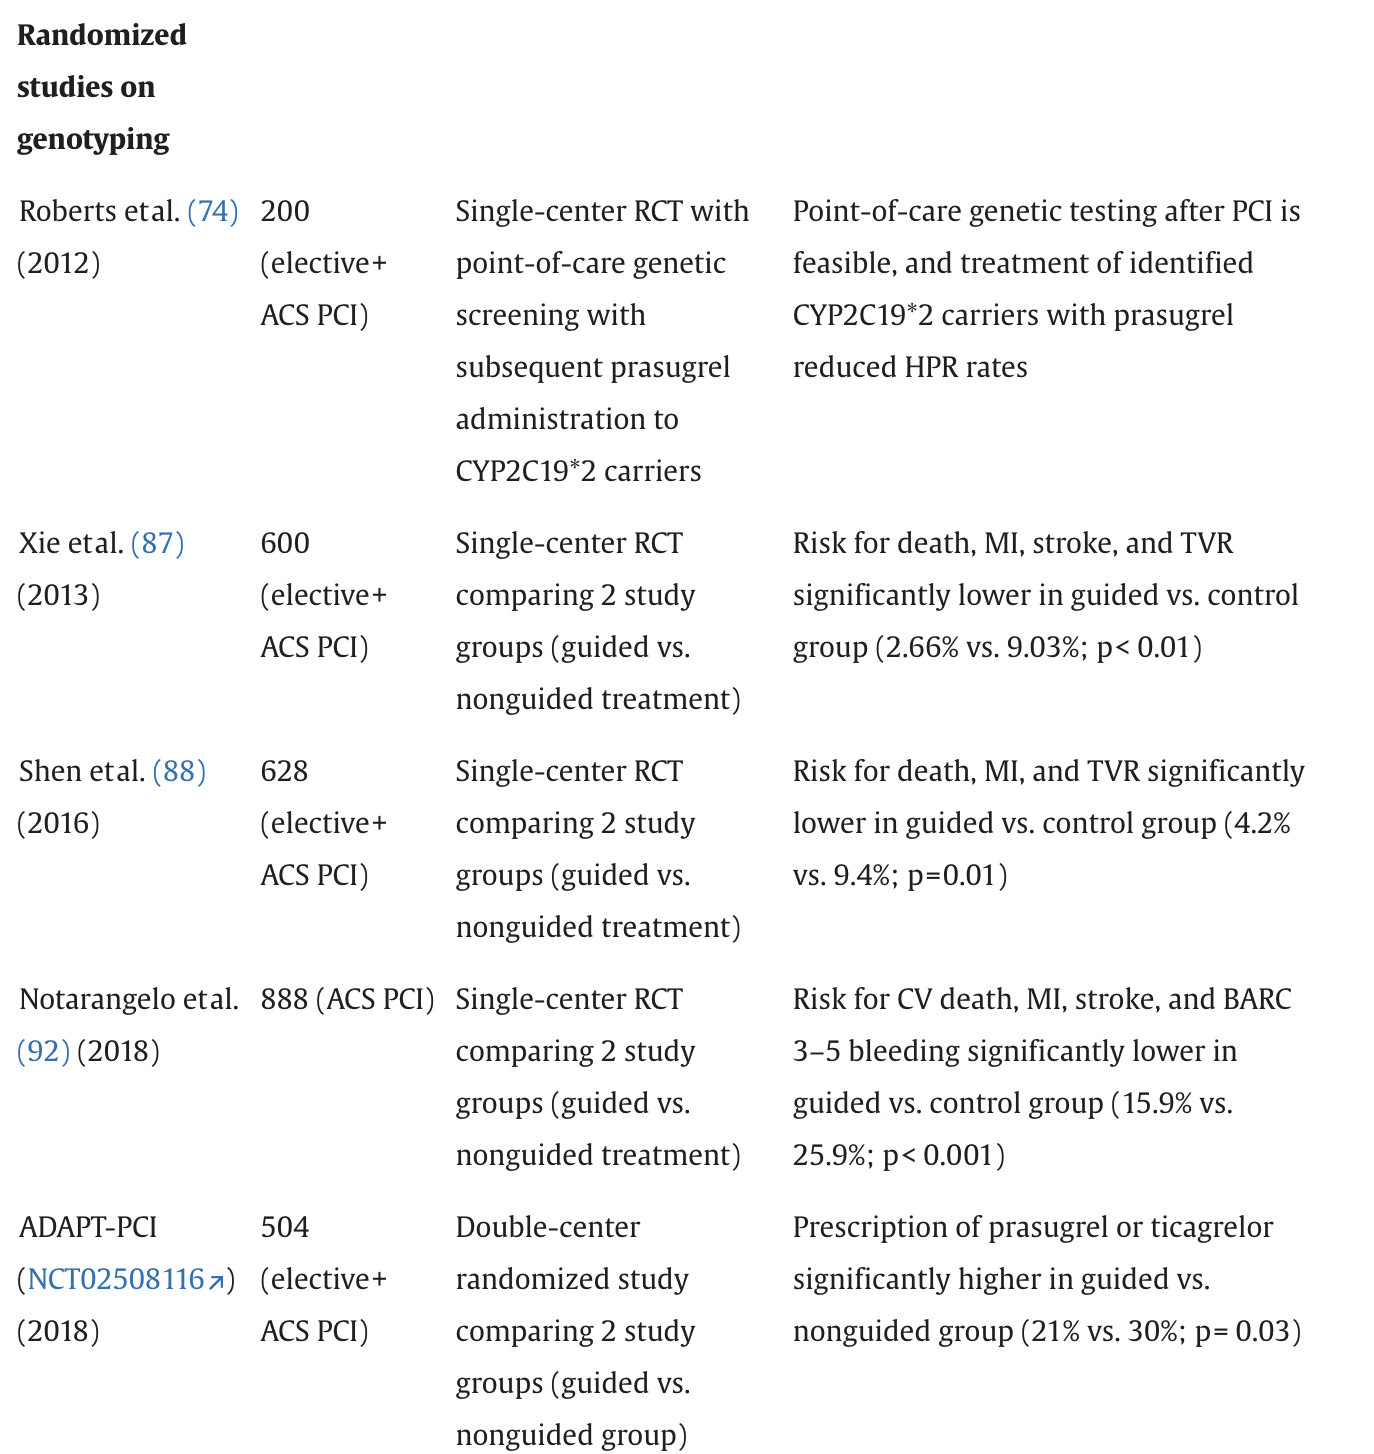 Randomized
studies on
genotyping
Roberts et al. (74)
(2012)
200
(elective+
ACS PCI)
Single-center RCT with
point-of-care genetic
screening with
subsequent prasugrel
administration to
CYP2C19*2 carriers
Point-of-care genetic testing after PCI is
feasible, and treatment of identified
CYP2C19*2 carriers with prasugrel
reduced HPR rates
Xie et al. (87)
(2013)
600
(elective+
ACS PCI)
Single-center RCT
comparing 2 study
groups (guided vs.
nonguided treatment)
Risk for death, MI, stroke, and TVR
significantly lower in guided vs. control
group (2.66% vs. 9.03%; p< 0.01)
Shen et al. (88)
(2016)
628
(elective+
ACS PCI)
Single-center RCT
comparing 2 study
groups (guided vs.
nonguided treatment)
Risk for death, MI, and TVR significantly
lower in guided vs. control group (4.2%
vs. 9.4%; p=0.01)
Notarangelo et al.
(92) (2018)
888 (ACS PCI)
Single-center RCT
comparing 2 study
groups (guided vs.
nonguided treatment)
Risk for CV death, MI, stroke, and BARC
3–5 bleeding significantly lower in
guided vs. control group (15.9% vs.
25.9%; p< 0.001)
ADAPT-PCI
(NCT02508116↗)
(2018)
504
(elective+
ACS PCI)
Double-center
randomized study
comparing 2 study
groups (guided vs.
nonguided group)
Prescription of prasugrel or ticagrelor
significantly higher in guided vs.
nonguided group (21% vs. 30%; p= 0.03)